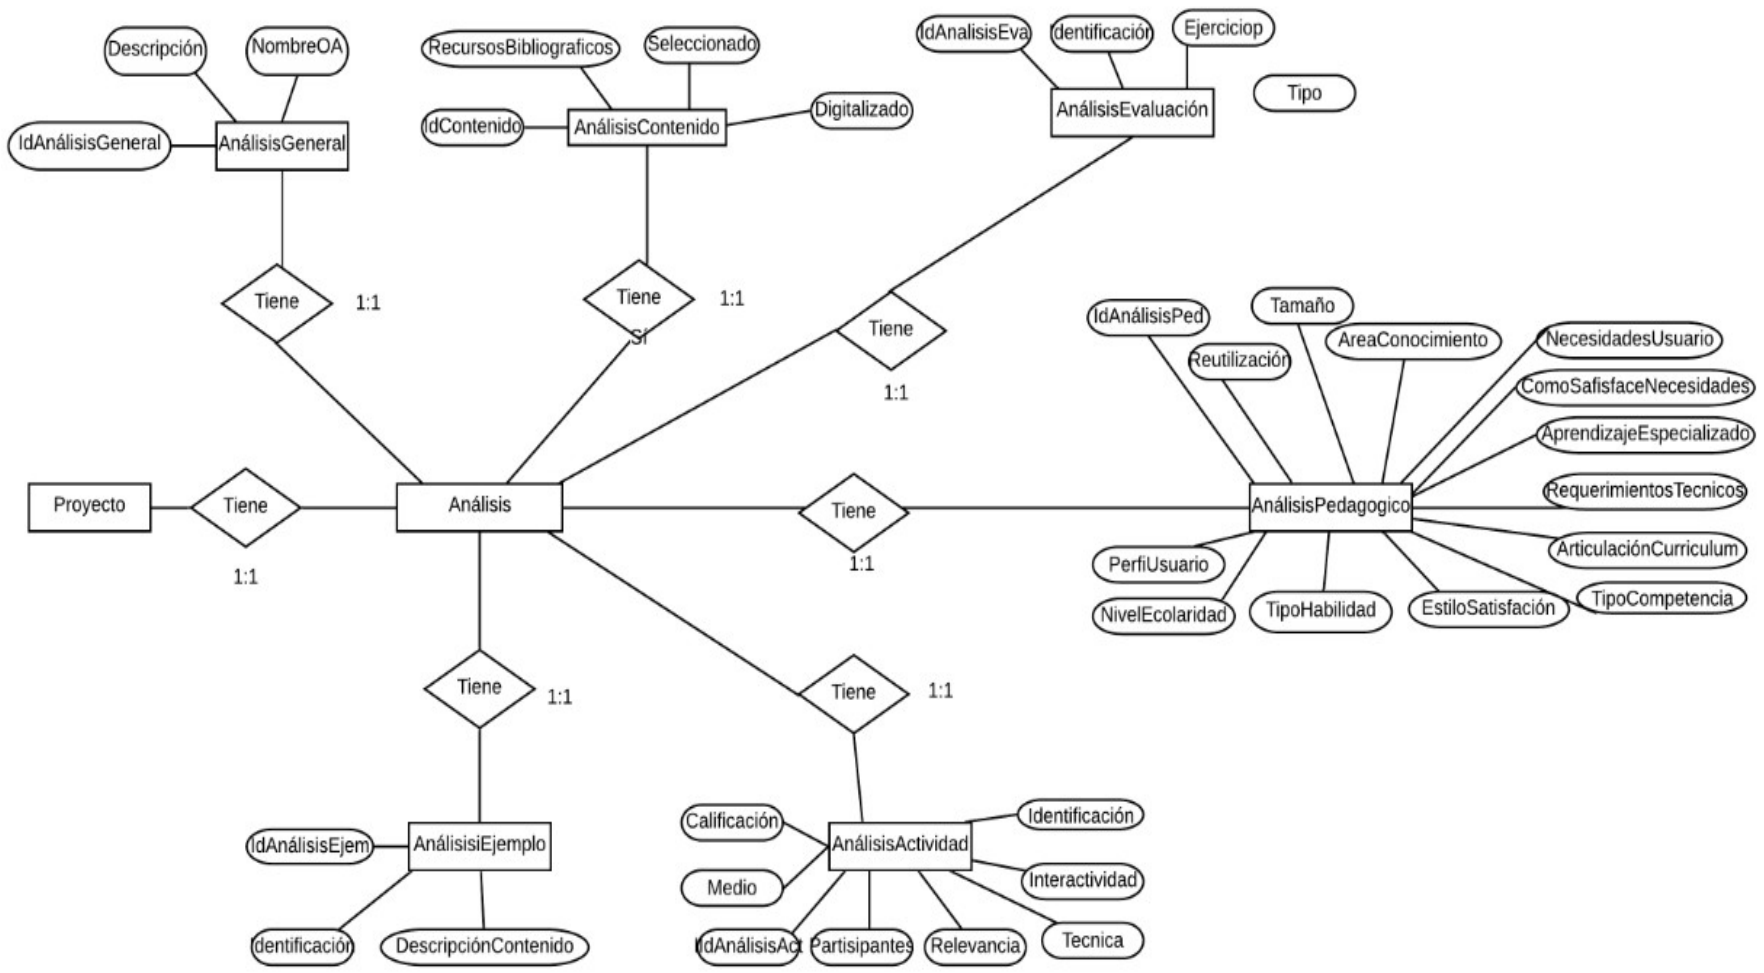 IdAnalisisEva
Identificación
Ejerciciop
Descripción
NombreOA
RecursosBibliograficos
Seleccionado
Tipo
IdAnálisisGeneral
AnálisisGeneral
IdContenido
AnálisisContenido
Digitalizado
AnálisisEvaluación
Tiene
1:1
Tiene
1:1
Sí
Tiene
1:1
IdAnálisisPed
Tamaño
Reutilización
AreaConocimiento
NecesidadesUsuario
ComoSafisfaceNecesidades
AprendizajeEspecializado
RequerimientosTecnicos
Proyecto
Tiene
1:1
Análisis
Tiene
1:1
AnálisisPedagogico
ArticulaciónCurriculum
PerfiUsuario
NivelEcolaridad
TipoHabilidad
EstiloSatisfación
TipoCompetencia
Tiene
1:1
Tiene
1:1
IdAnálisisEjem
AnálisisiEjemplo
Calificación
AnálisisActividad
Identificación
Medio
Interactividad
Identificación
DescripciónContenido
IdAnálisisAct
Partisipantes
Relevancia
Tecnica